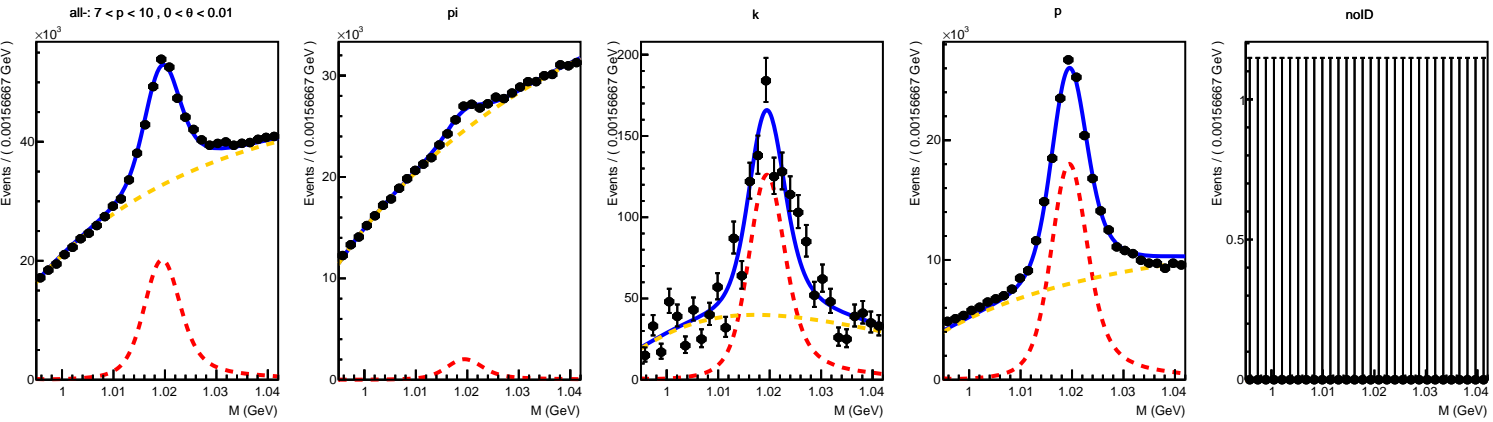 all-: 7 < p < 10 , 0 < θ < 0.01
×10³
Events / ( 0.00156667 GeV )
40
20
0
1 1.01 1.02 1.03 1.04
M (GeV)
pi
×10³
Events / ( 0.00156667 GeV )
30
20
10
0
1 1.01 1.02 1.03 1.04
M (GeV)
k
Events / ( 0.00156667 GeV )
200
150
100
50
0
1 1.01 1.02 1.03 1.04
M (GeV)
p
×10³
Events / ( 0.00156667 GeV )
20
10
0
1 1.01 1.02 1.03 1.04
M (GeV)
noID
Events / ( 0.00156667 GeV )
1
0.5
0
1 1.01 1.02 1.03 1.04
M (GeV)